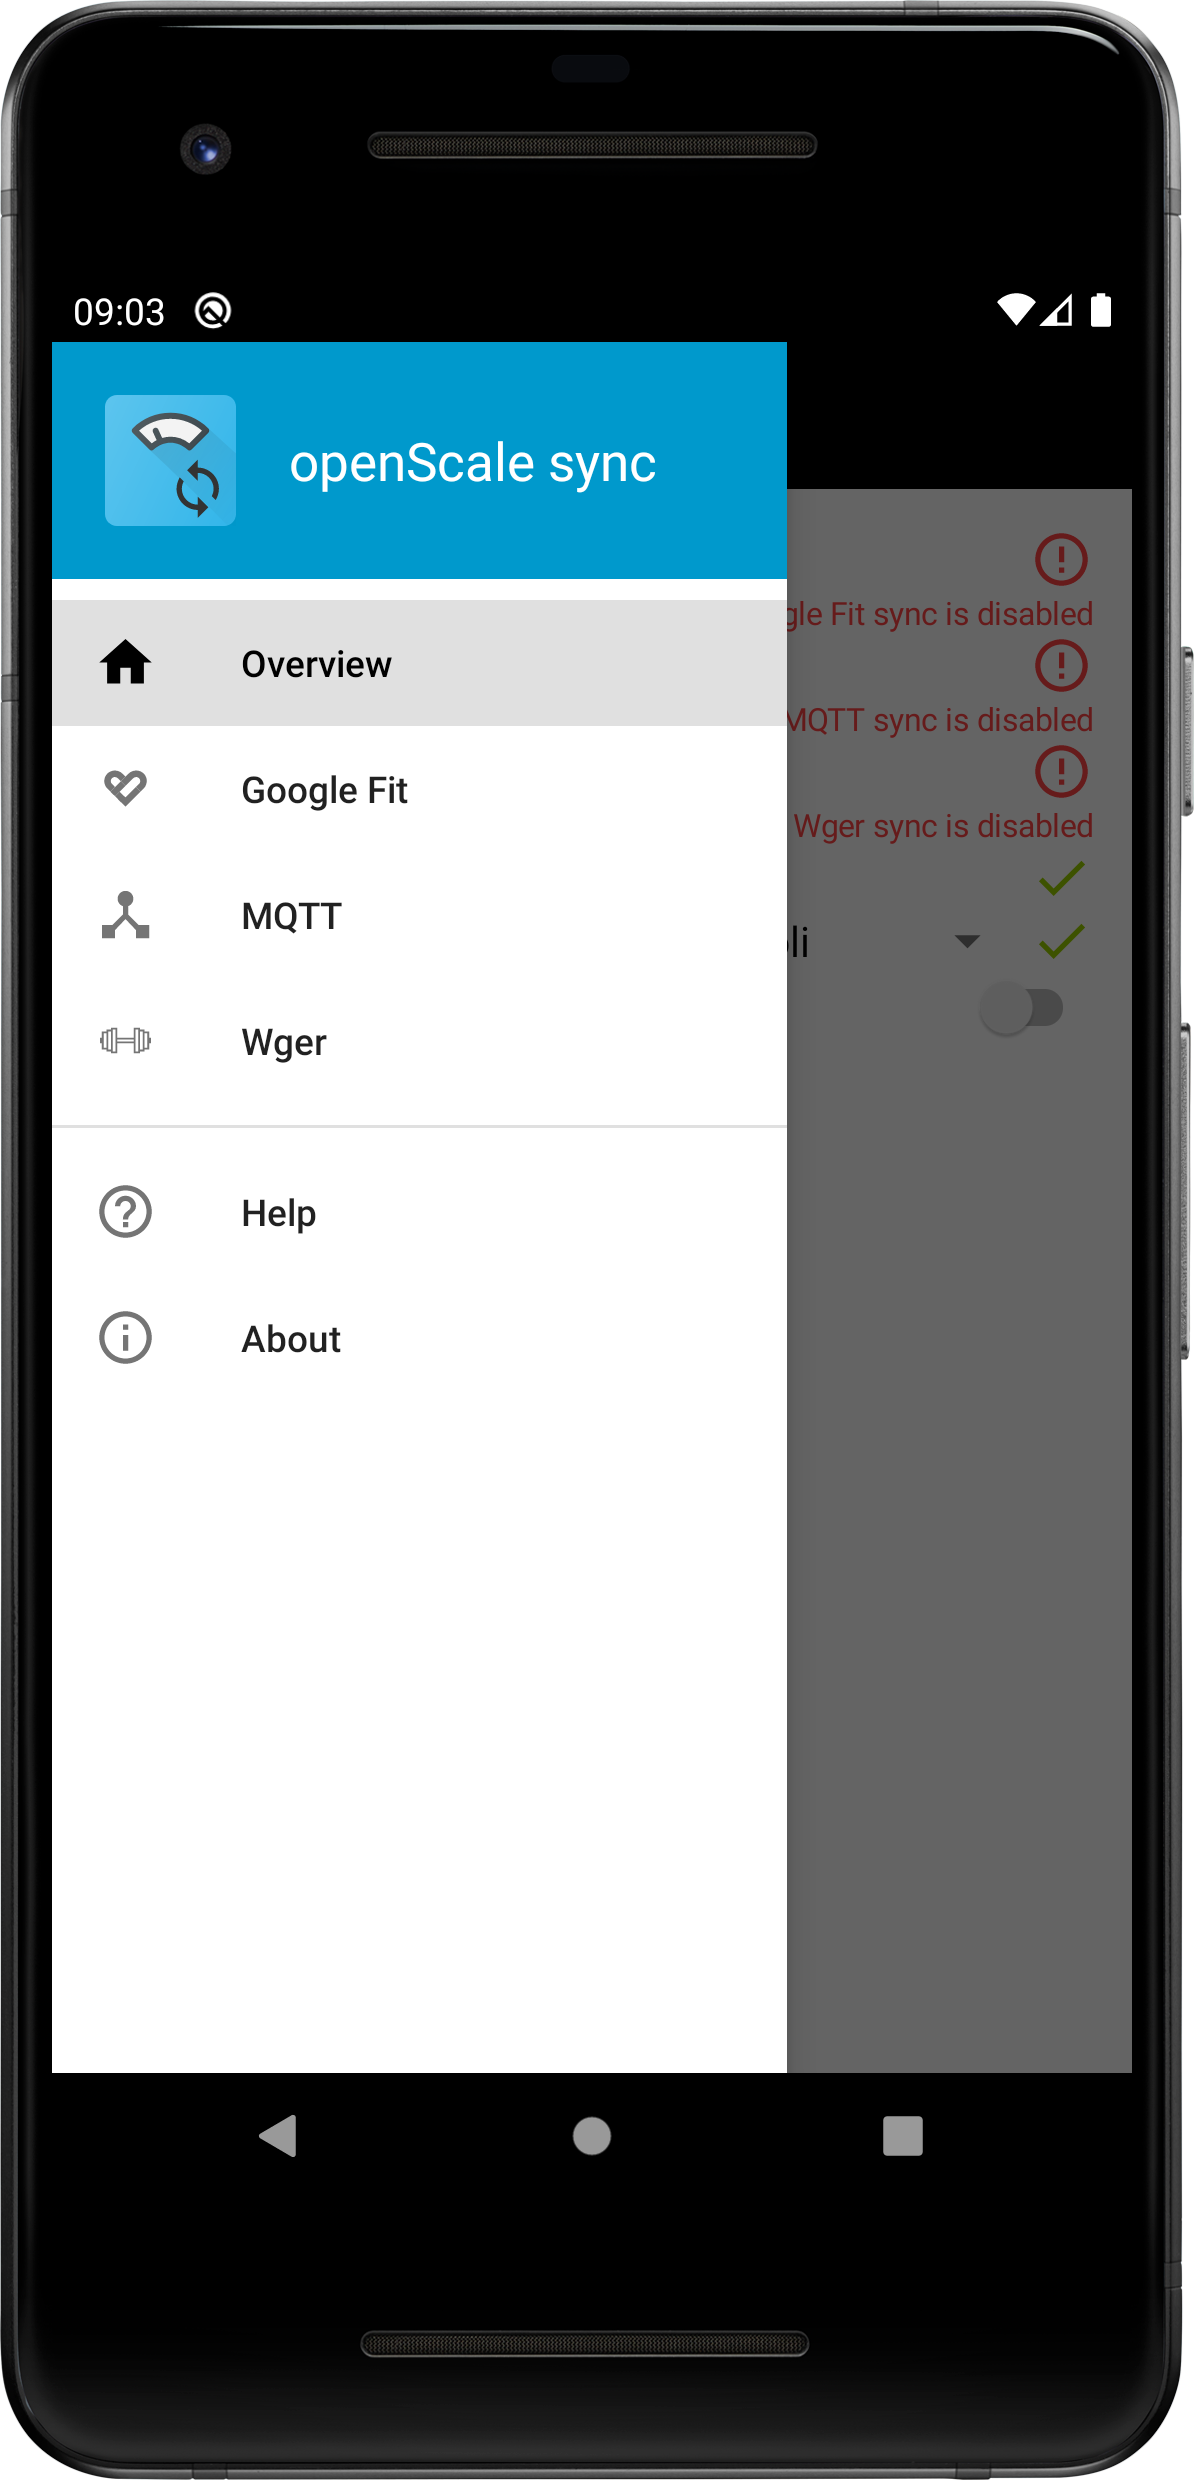 09:03
openScale sync
Overview
Google Fit
MQTT
Wger
Help
About
gle Fit sync is disabled
MQTT sync is disabled
Wger sync is disabled
li